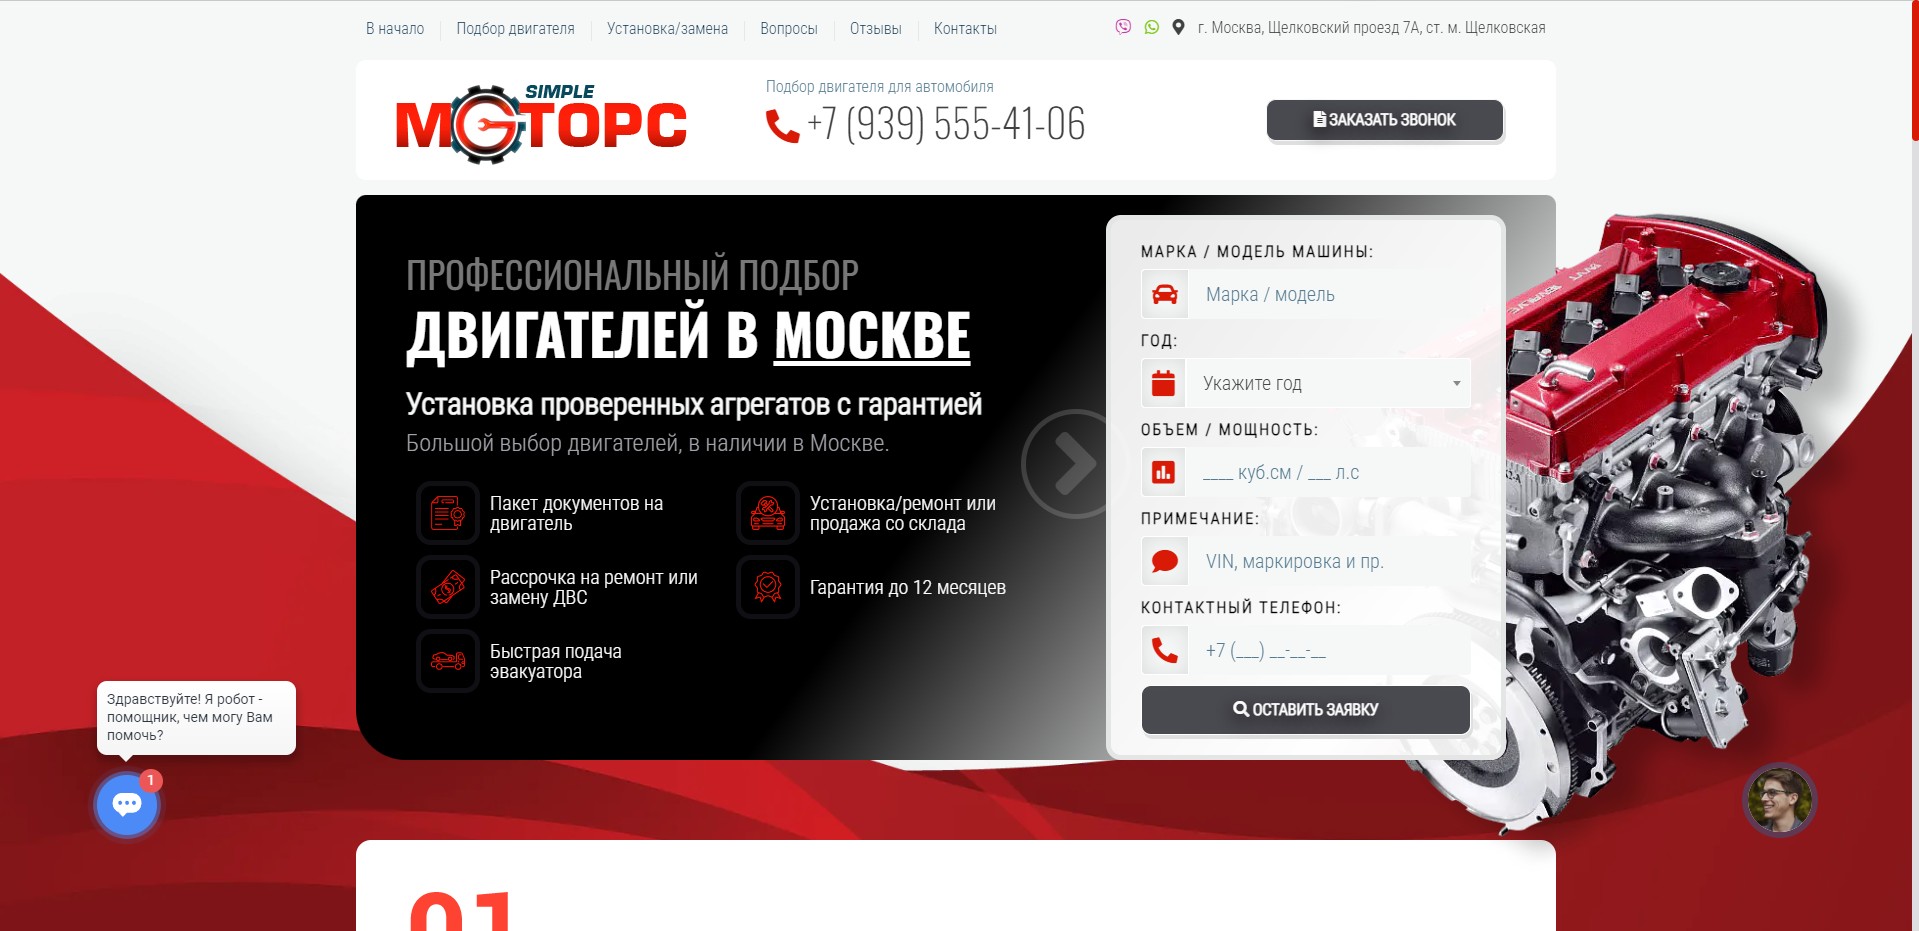 В начало
Подбор двигателя
Установка/замена
Вопросы
Отзывы
Контакты
г. Москва, Щелковский проезд 7А, ст. м. Щелковская
SIMPLE
МОТОРС
Подбор двигателя для автомобиля
+7 (939) 555-41-06
ЗАКАЗАТЬ ЗВОНОК
ПРОФЕССИОНАЛЬНЫЙ ПОДБОР
ДВИГАТЕЛЕЙ В МОСКВЕ
Установка проверенных агрегатов с гарантией
Большой выбор двигателей, в наличии в Москве.
Пакет документов на
двигатель
Установка/ремонт или
продажа со склада
Рассрочка на ремонт или
замену ДВС
Гарантия до 12 месяцев
Быстрая подача
эвакуатора
МАРКА / МОДЕЛЬ МАШИНЫ:
Марка / модель
ГОД:
Укажите год
ОБЪЕМ / МОЩНОСТЬ:
____ куб.см / ___ л.с
ПРИМЕЧАНИЕ:
VIN, маркировка и пр.
КОНТАКТНЫЙ ТЕЛЕФОН:
+7 (___) __-__-__
ОСТАВИТЬ ЗАЯВКУ
Здравствуйте! Я робот -
помощник, чем могу Вам
помочь?
1
01